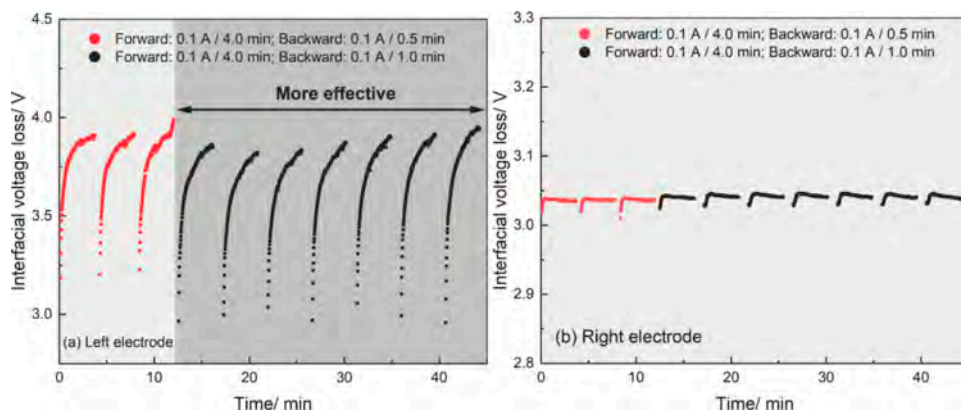 4.5
4.0
3.5
3.0
Interfacial voltage loss/ V
Forward: 0.1 A / 4.0 min; Backward: 0.1 A / 0.5 min
Forward: 0.1 A / 4.0 min; Backward: 0.1 A / 1.0 min
More effective
(a) Left electrode
0 10 20 30 40
Time/ min
3.3
3.2
3.1
3.0
2.9
2.8
Interfacial voltage loss/ V
Forward: 0.1 A / 4.0 min; Backward: 0.1 A / 0.5 min
Forward: 0.1 A / 4.0 min; Backward: 0.1 A / 1.0 min
(b) Right electrode
0 10 20 30 40
Time/ min